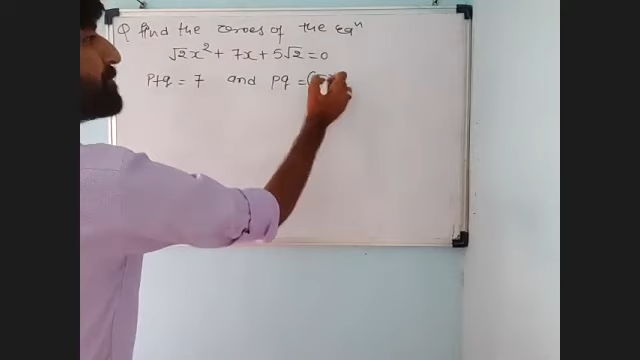 Q find the zeroes of the Eqⁿ
√2x² + 7x + 5√2 = 0
p+q = 7 and pq = (